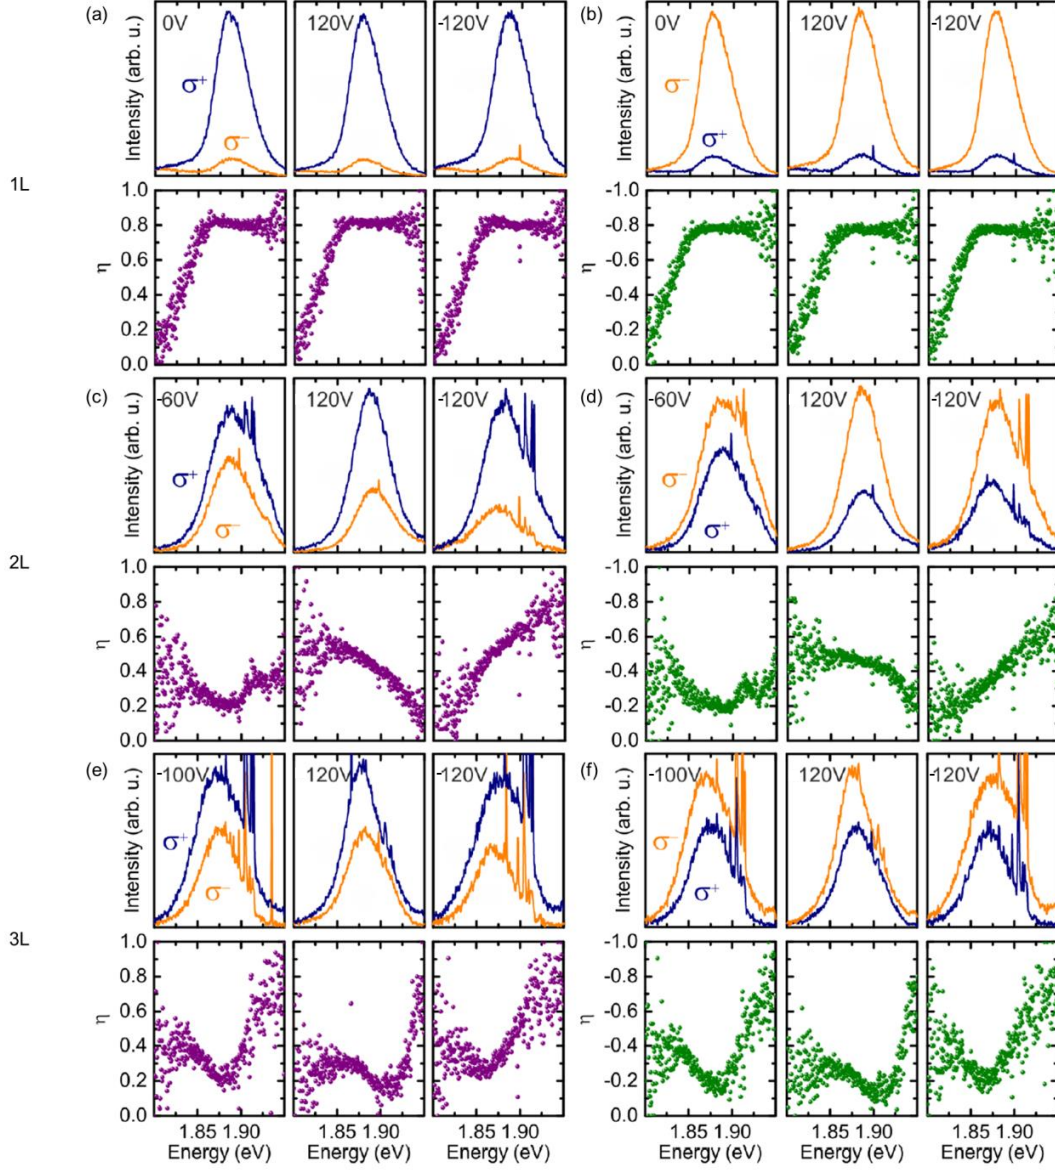 (a)
(b)
Intensity (arb. u.)
0V
120V
-120V
σ⁺
σ⁻
Intensity (arb. u.)
0V
120V
-120V
σ⁻
σ⁺
1L
η
1.0
0.8
0.6
0.4
0.2
0.0
η
-1.0
-0.8
-0.6
-0.4
-0.2
0.0
(c)
(d)
Intensity (arb. u.)
-60V
120V
-120V
σ⁺
σ⁻
Intensity (arb. u.)
-60V
120V
-120V
σ⁻
σ⁺
2L
η
1.0
0.8
0.6
0.4
0.2
0.0
η
-1.0
-0.8
-0.6
-0.4
-0.2
0.0
(e)
(f)
Intensity (arb. u.)
-100V
120V
-120V
σ⁺
σ⁻
Intensity (arb. u.)
-100V
120V
-120V
σ⁻
σ⁺
3L
η
1.0
0.8
0.6
0.4
0.2
0.0
η
-1.0
-0.8
-0.6
-0.4
-0.2
0.0
1.85 1.90 1.85 1.90 1.85 1.90
Energy (eV) Energy (eV) Energy (eV)
1.85 1.90 1.85 1.90 1.85 1.90
Energy (eV) Energy (eV) Energy (eV)